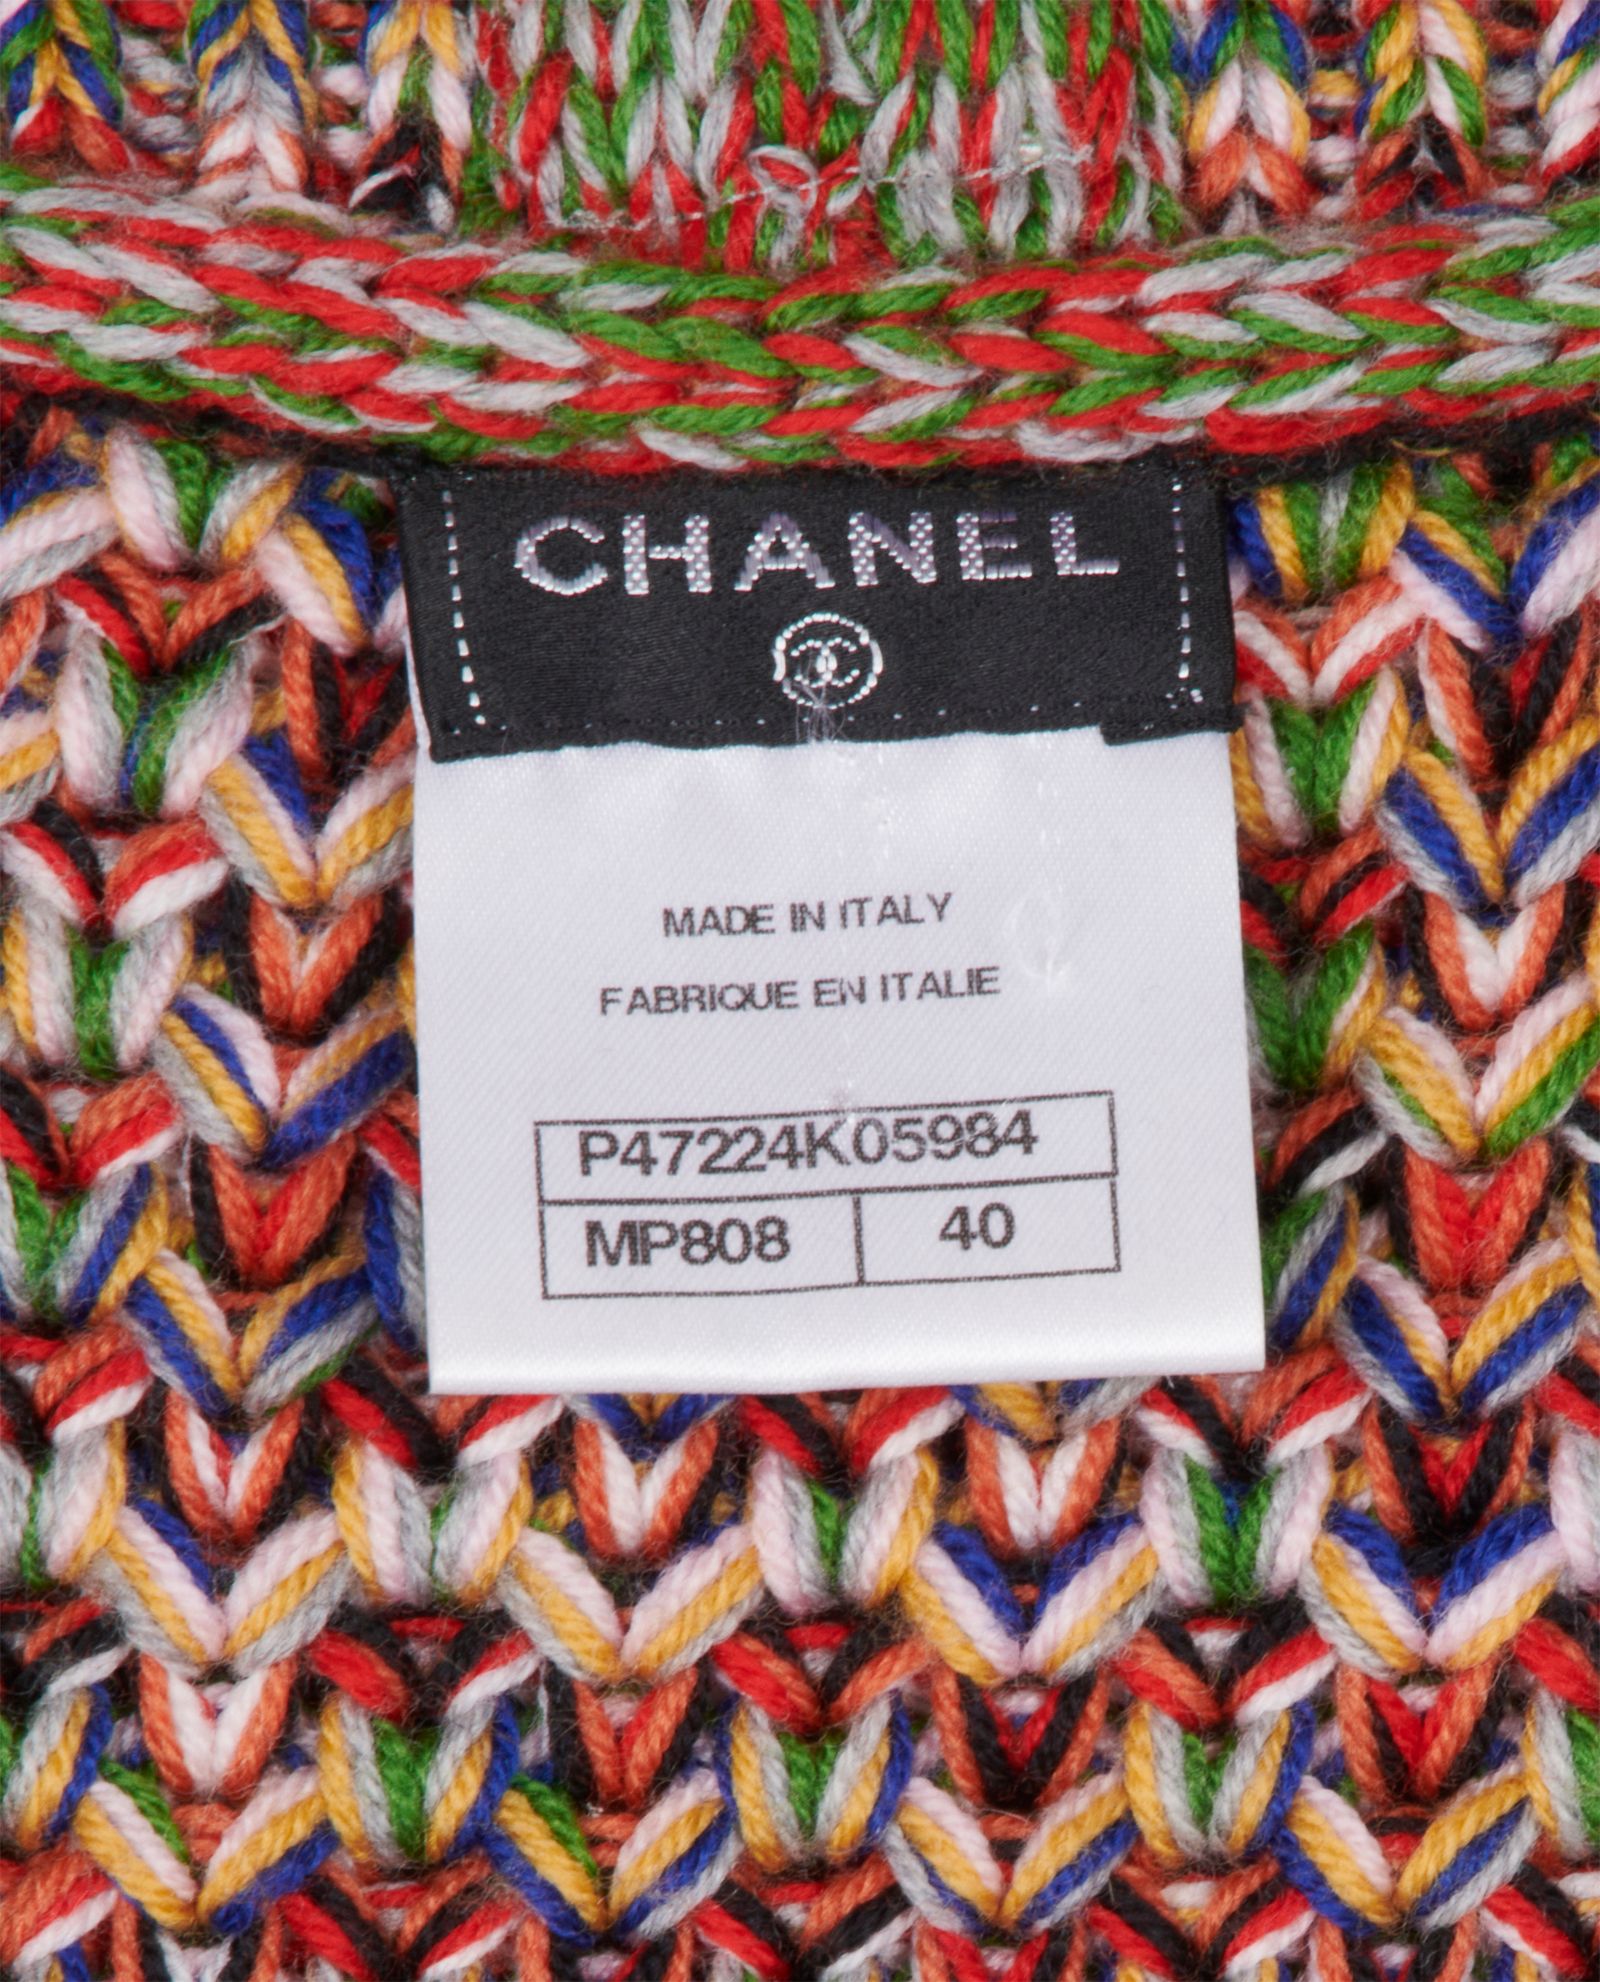 CHANEL
MADE IN ITALY
FABRIQUE EN ITALIE
P47224K05984
MP808 40